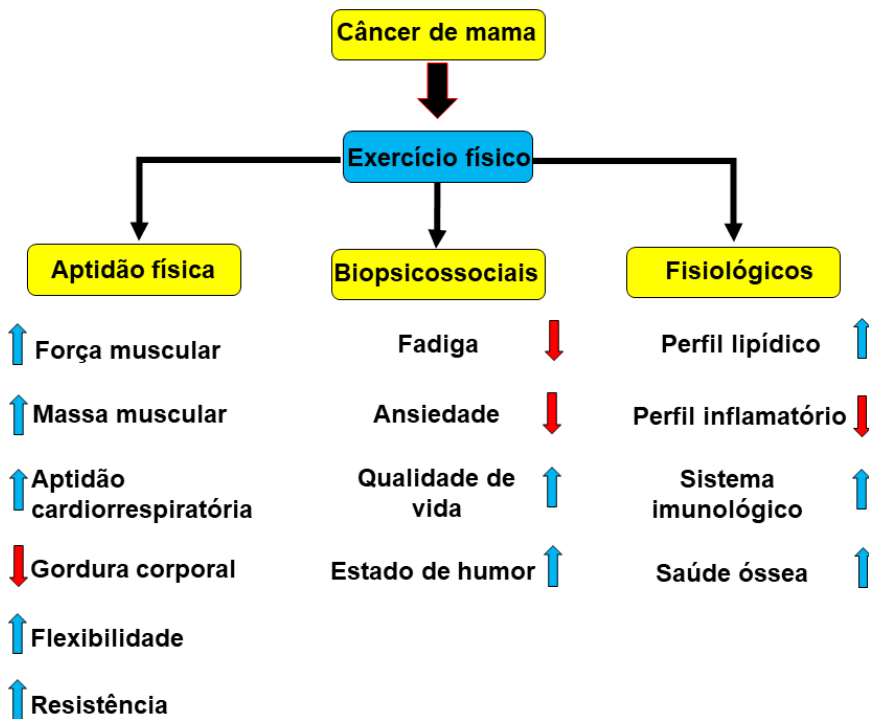 Câncer de mama
Exercício físico
Aptidão física
Força muscular
Massa muscular
Aptidão
cardiorrespiratória
Gordura corporal
Flexibilidade
Resistência
Biopsicossociais
Fadiga
Ansiedade
Qualidade de
vida
Estado de humor
Fisiológicos
Perfil lipídico
Perfil inflamatório
Sistema
imunológico
Saúde óssea